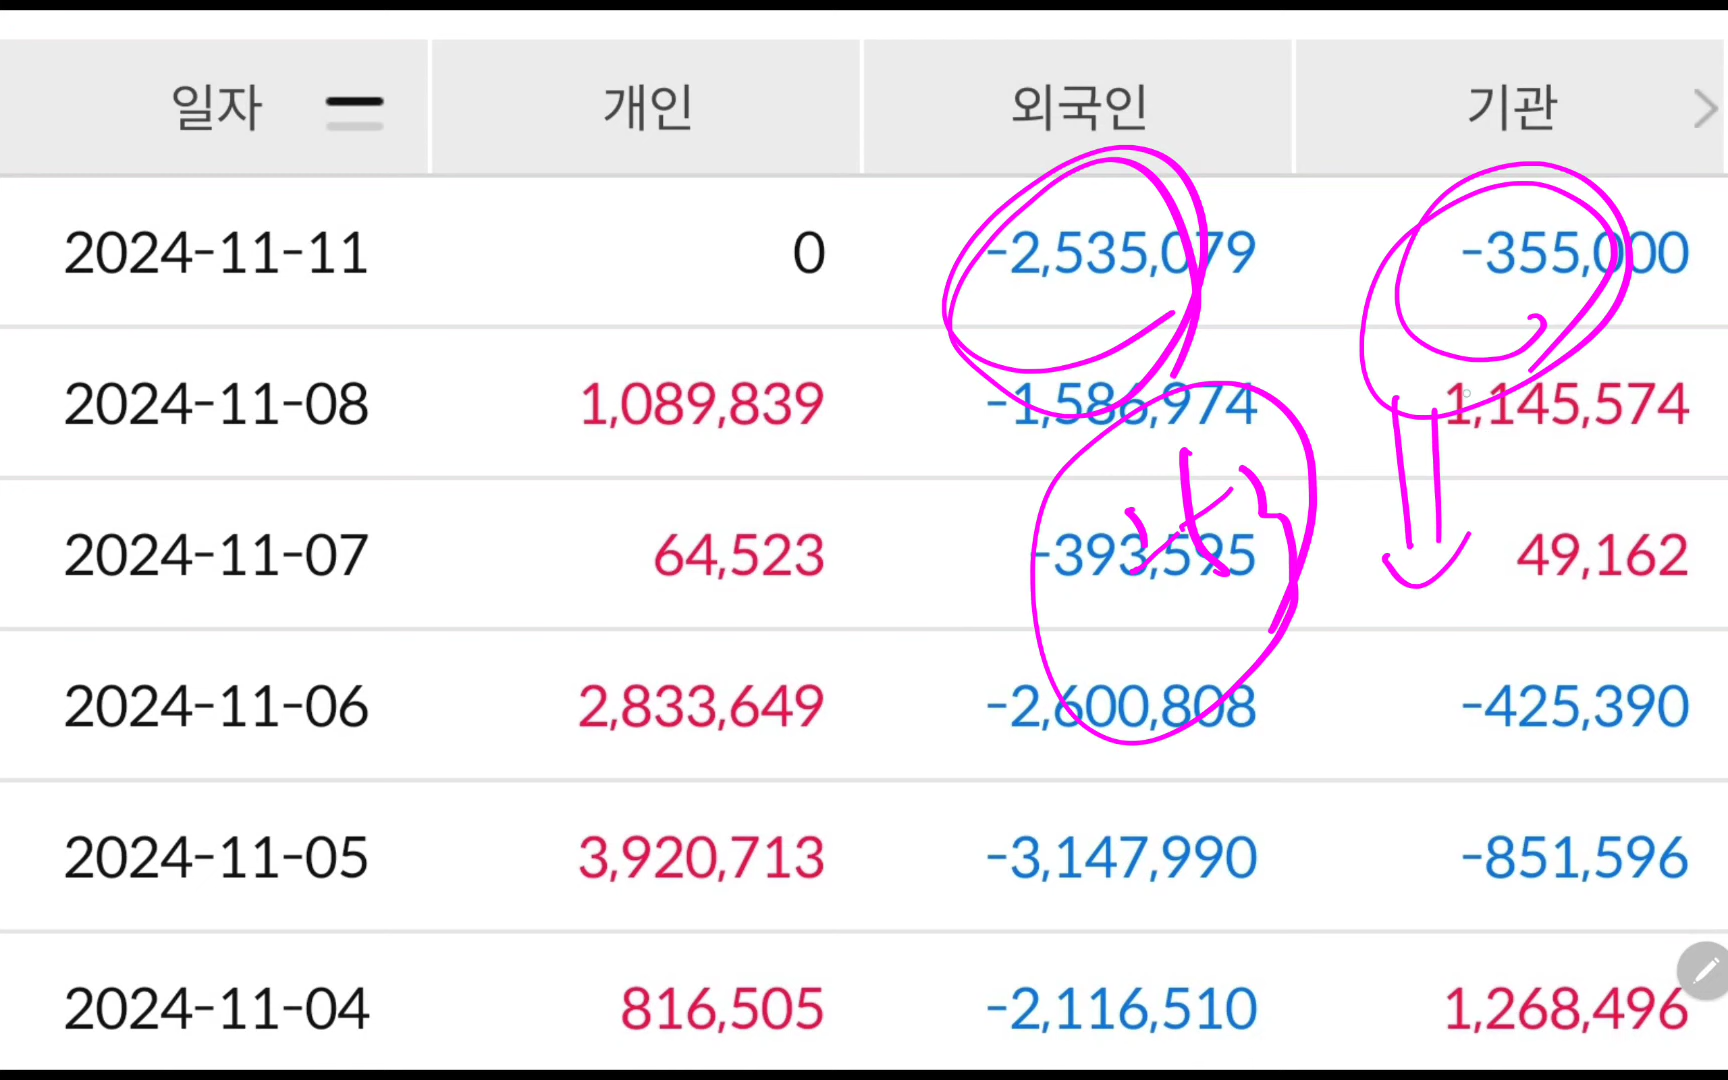 일자 개인 외국인 기관
2024-11-11 0 -2,535,079 -355,000
2024-11-08 1,089,839 -1,586,974 1,145,574
2024-11-07 64,523 -393,595 49,162
2024-11-06 2,833,649 -2,600,808 -425,390
2024-11-05 3,920,713 -3,147,990 -851,596
2024-11-04 816,505 -2,116,510 1,268,496